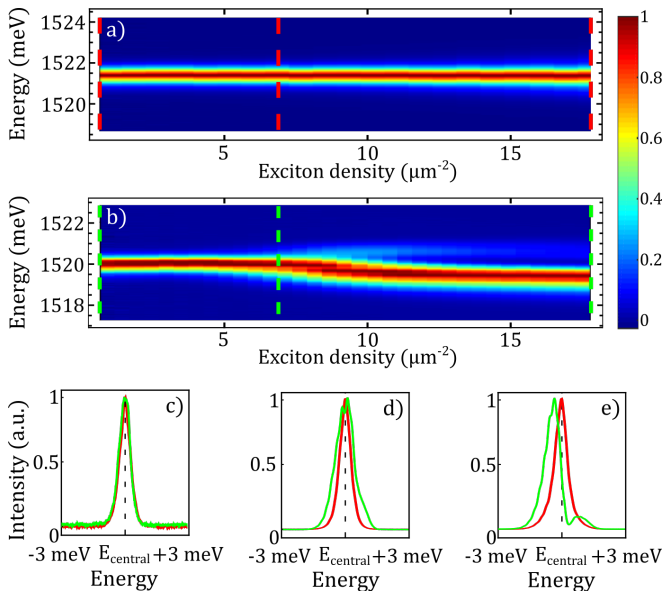 a)
1524
1522
1520
Energy (meV)
5
10
15
Exciton density (μm⁻²)
b)
1522
1520
1518
Energy (meV)
5
10
15
Exciton density (μm⁻²)
1
0.8
0.6
0.4
0.2
0
c)
1
0.5
0
Intensity (a.u.)
-3 meV E_central +3 meV
Energy
d)
1
0.5
-3 meV E_central +3 meV
Energy
e)
1
0.5
-3 meV E_central +3 meV
Energy